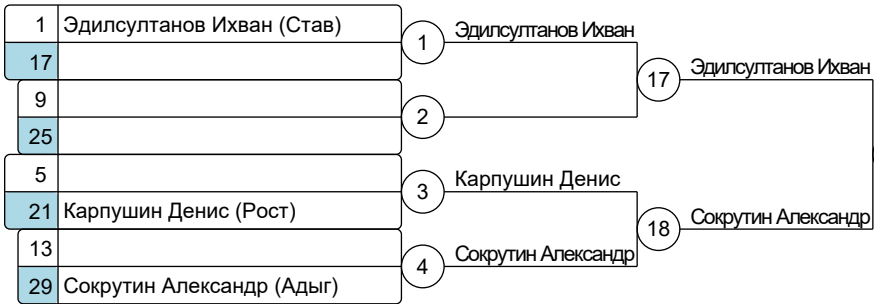 1 Эдилсултанов Ихван (Став)
17
9
25
5
21 Карпушин Денис (Рост)
13
29 Сокрутин Александр (Адыг)
1
2
3
4
Эдилсултанов Ихван
Карпушин Денис
Сокрутин Александр
17
18
Эдилсултанов Ихван
Сокрутин Александр